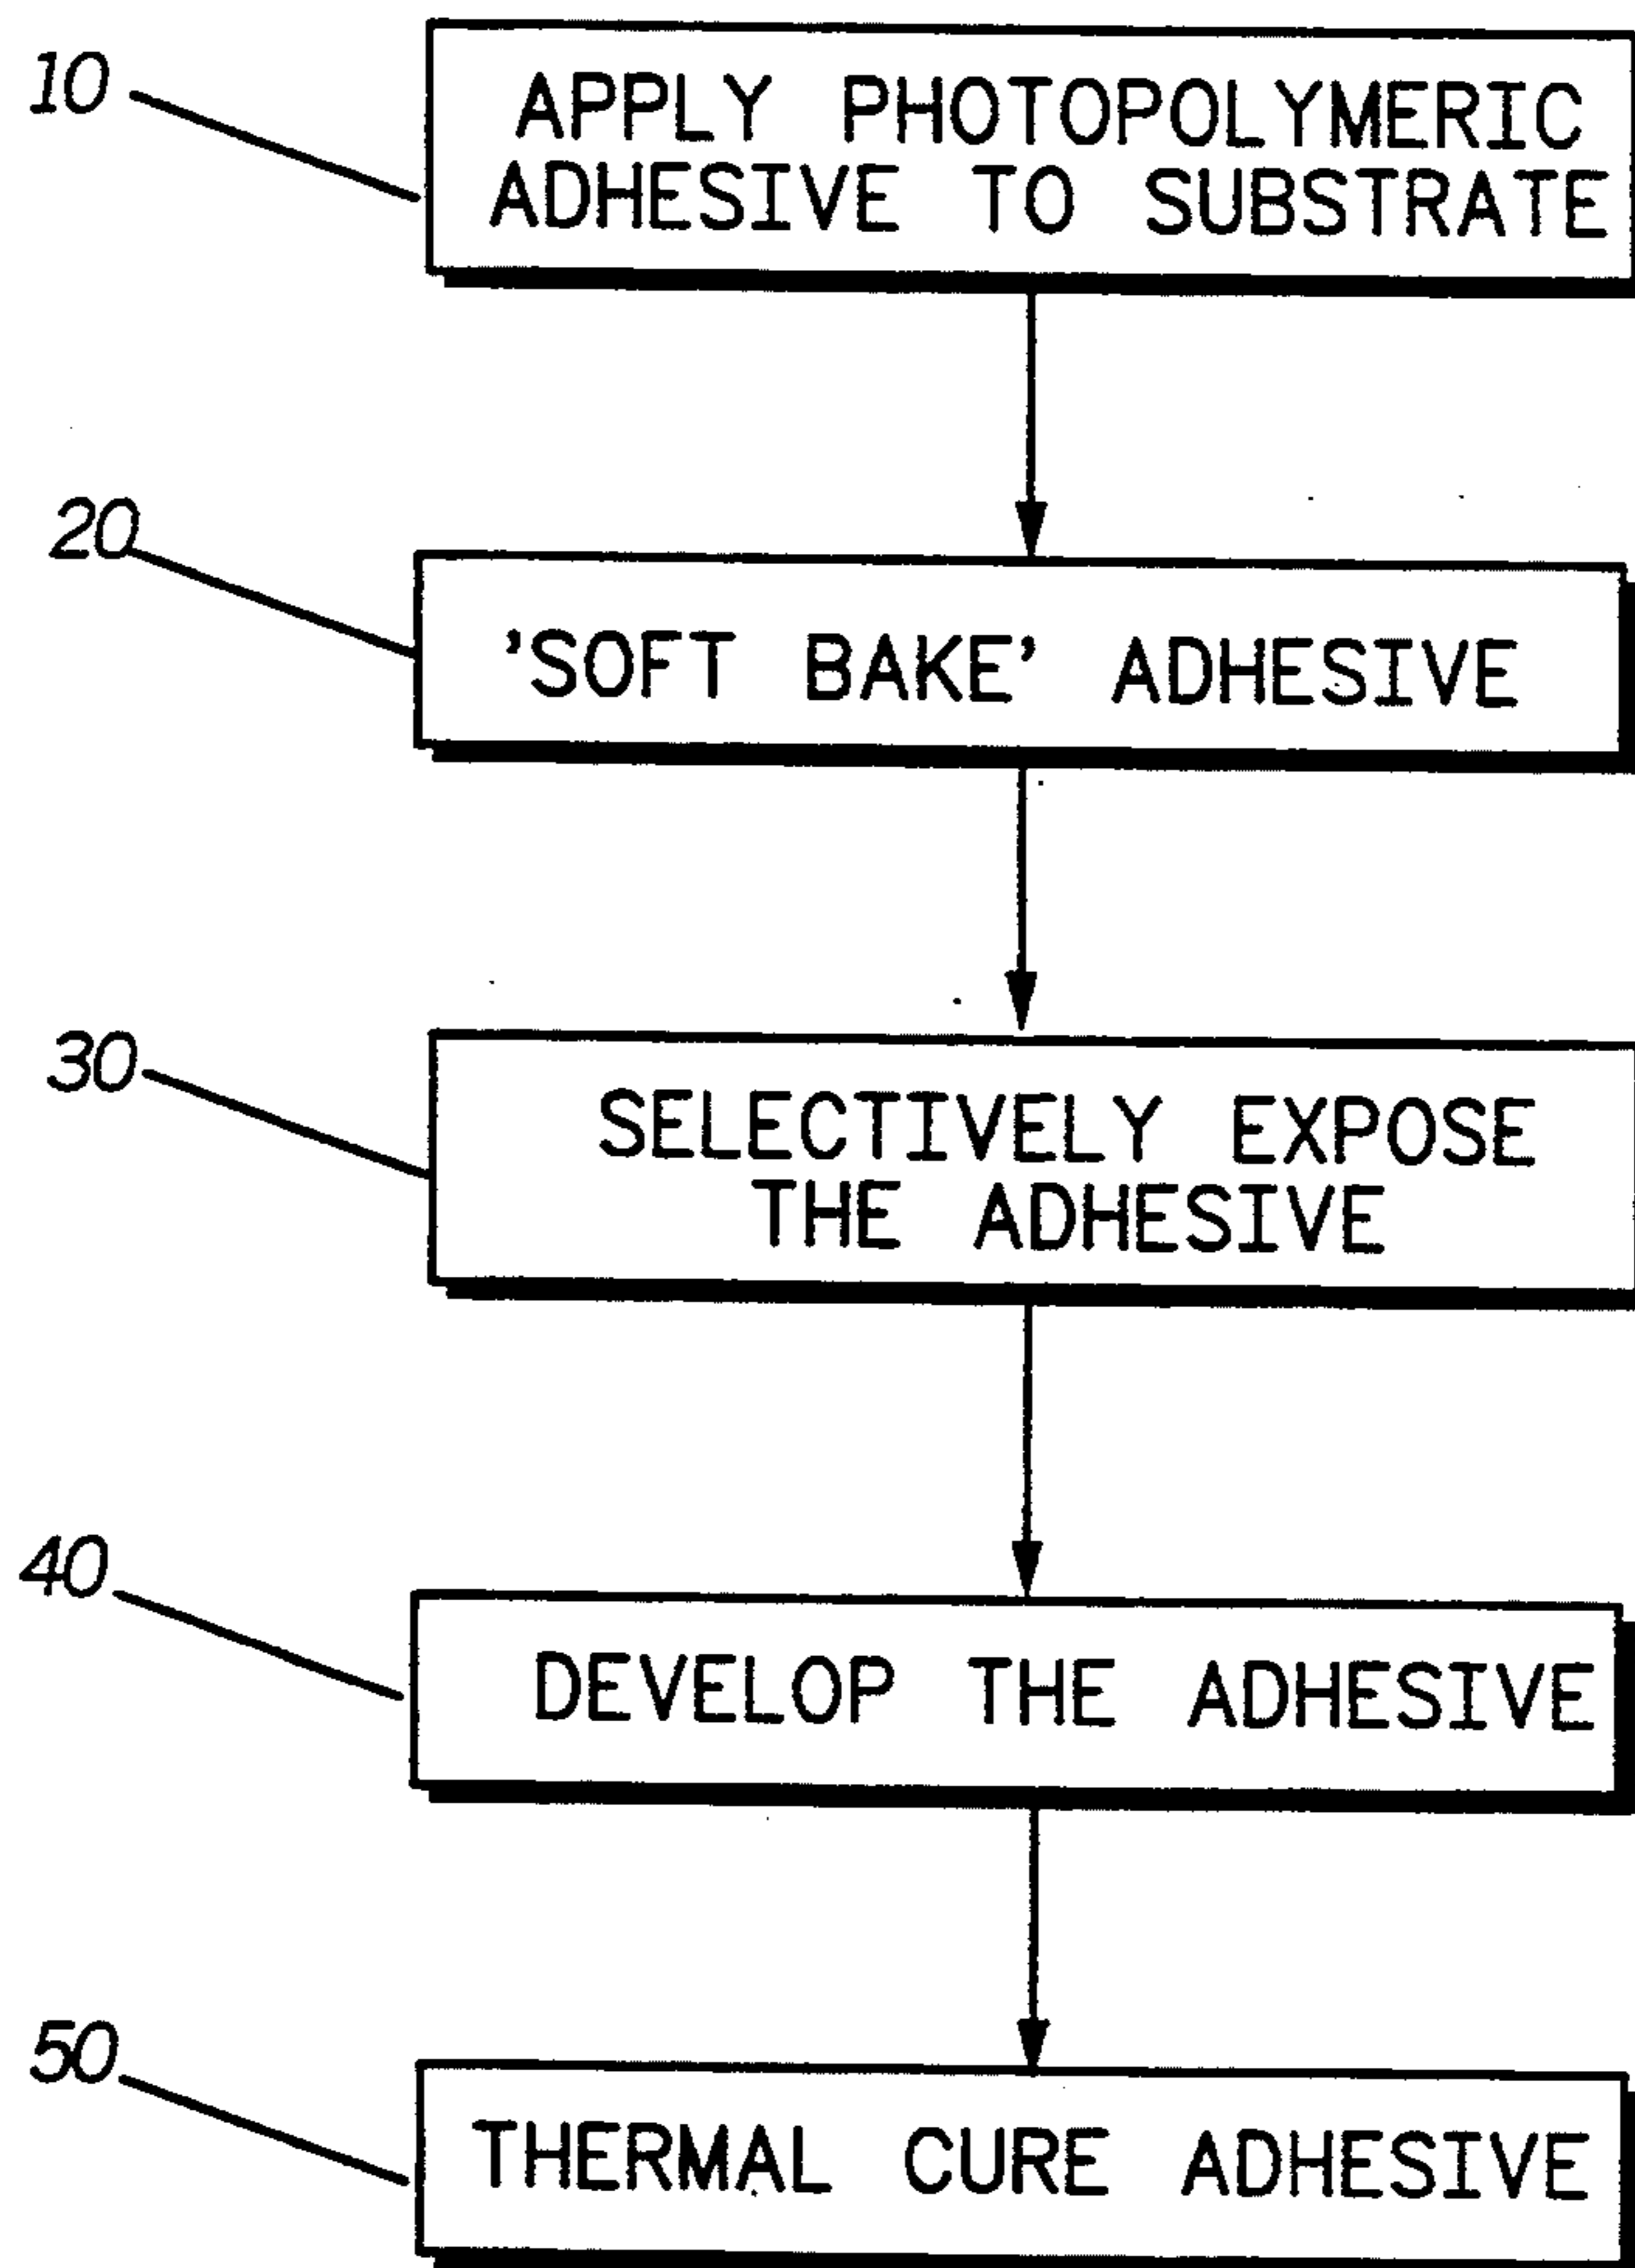 10
APPLY PHOTOPOLYMERIC
ADHESIVE TO SUBSTRATE
20
'SOFT BAKE' ADHESIVE
30
SELECTIVELY EXPOSE
THE ADHESIVE
40
DEVELOP THE ADHESIVE
50
THERMAL CURE ADHESIVE